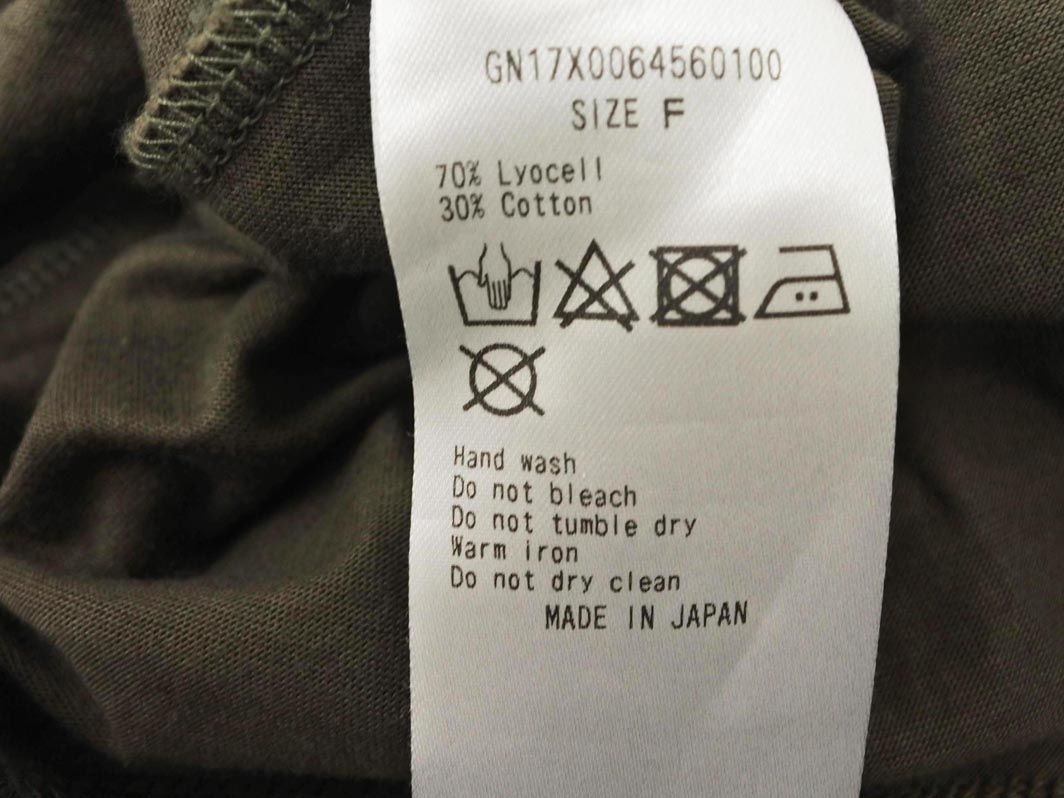 GN17X0064560100
SIZE F
70% Lyocell
30% Cotton
Hand wash
Do not bleach
Do not tumble dry
Warm iron
Do not dry clean
MADE IN JAPAN